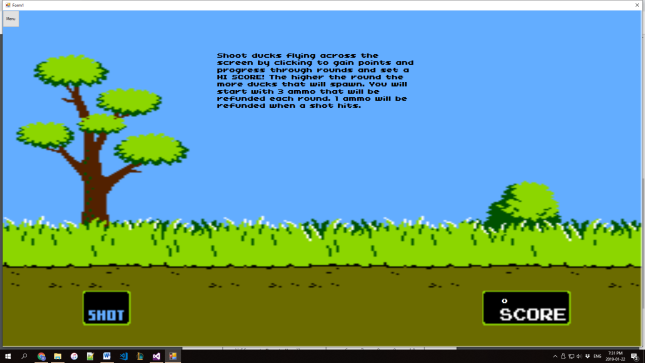 Form1
New
Shoot ducks flying across the
screen by clicking to gain points and
progress through rounds and set a
HI SCORE! The higher the round the
more ducks that will spawn. You will
start with 3 ammo that will be
refunded each round. 1 ammo will be
refunded when a shot hits.
0
SHOT
SCORE
ENG
7:31 PM
2019-01-22